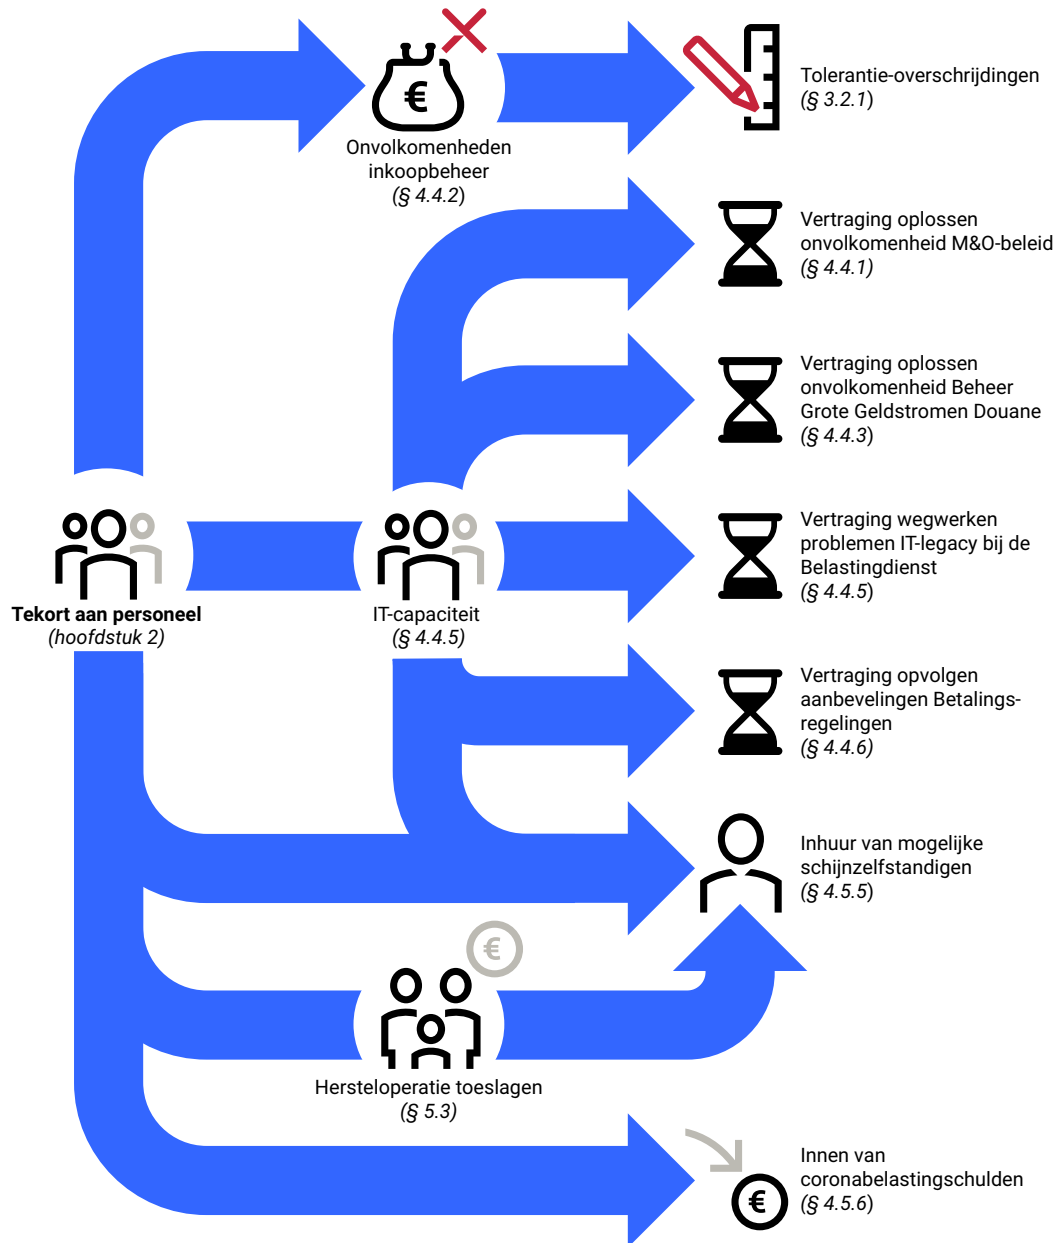 €
Onvolkomenheden
inkoopbeheer
(§ 4.4.2)
Tolerantie-overschrijdingen
(§ 3.2.1)
Vertraging oplossen
onvolkomenheid M&O-beleid
(§ 4.4.1)
Vertraging oplossen
onvolkomenheid Beheer
Grote Geldstromen Douane
(§ 4.4.3)
Tekort aan personeel
(hoofdstuk 2)
IT-capaciteit
(§ 4.4.5)
Vertraging wegwerken
problemen IT-legacy bij de
Belastingdienst
(§ 4.4.5)
Vertraging opvolgen
aanbevelingen Betalings-
regelingen
(§ 4.4.6)
Inhuur van mogelijke
schijnzelfstandigen
(§ 4.5.5)
€
Hersteloperatie toeslagen
(§ 5.3)
Innen van
coronabelastingschulden
(§ 4.5.6)
€